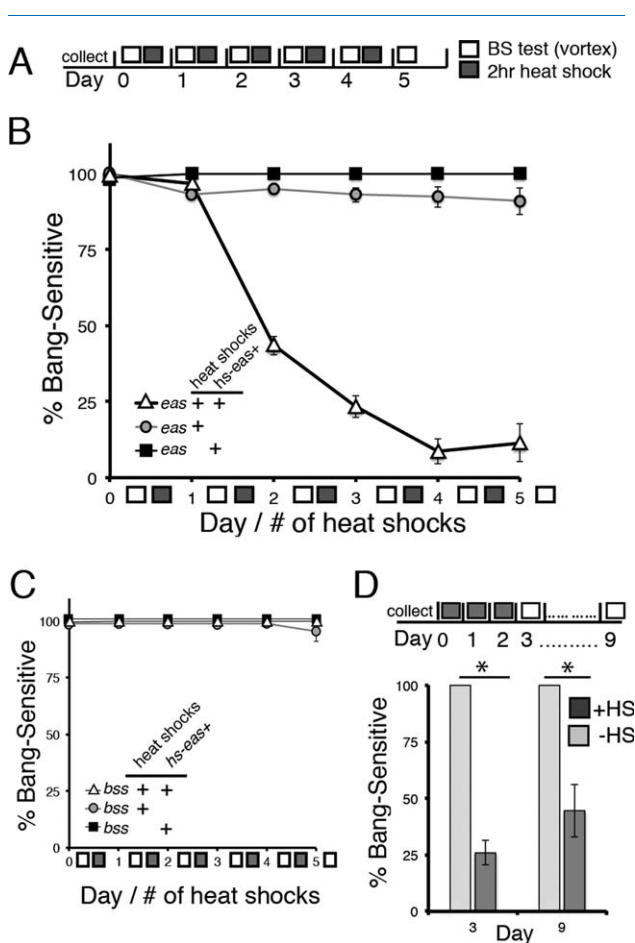 A
collect
Day 0 1 2 3 4 5
BS test (vortex)
2hr heat shock
B
% Bang-Sensitive
100
75
50
25
0
heat shocks
hs-eas+
eas + +
eas +
eas +
0 1 2 3 4 5
Day / # of heat shocks
C
% Bang-Sensitive
100
75
50
25
0
heat shocks
hs-eas+
bss + +
bss +
bss +
0 1 2 3 4 5
Day / # of heat shocks
D
collect
Day 0 1 2 3 .......... 9
% Bang-Sensitive
100
75
50
25
0
* *
+HS
-HS
3 Day 9